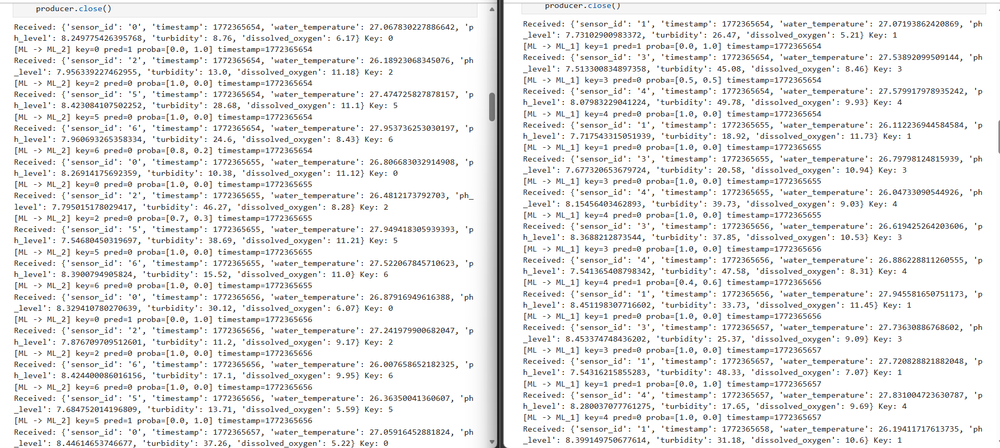 producer.close()
Received: {'sensor_id': '0', 'timestamp': 1772365654, 'water_temperature': 27.067830227886642, 'p
h_level': 8.249775426395768, 'turbidity': 8.76, 'dissolved_oxygen': 6.17} Key: 0
[ML -> ML_2] key=0 pred=1 proba=[0.0, 1.0] timestamp=1772365654
Received: {'sensor_id': '2', 'timestamp': 1772365654, 'water_temperature': 26.18923068345076, 'ph
_level': 7.956339227462955, 'turbidity': 13.0, 'dissolved_oxygen': 11.18} Key: 2
[ML -> ML_2] key=2 pred=0 proba=[1.0, 0.0] timestamp=1772365654
Received: {'sensor_id': '5', 'timestamp': 1772365654, 'water_temperature': 27.474725827878157, 'p
h_level': 8.423084107502252, 'turbidity': 28.68, 'dissolved_oxygen': 11.1} Key: 5
[ML -> ML_2] key=5 pred=0 proba=[1.0, 0.0] timestamp=1772365654
Received: {'sensor_id': '6', 'timestamp': 1772365654, 'water_temperature': 27.953736253030197, 'p
h_level': 7.960693265358334, 'turbidity': 24.6, 'dissolved_oxygen': 8.43} Key: 6
[ML -> ML_2] key=6 pred=0 proba=[0.8, 0.2] timestamp=1772365654
Received: {'sensor_id': '0', 'timestamp': 1772365655, 'water_temperature': 26.806683032914908, 'p
h_level': 8.26914175692359, 'turbidity': 10.38, 'dissolved_oxygen': 11.12} Key: 0
[ML -> ML_2] key=0 pred=0 proba=[1.0, 0.0] timestamp=1772365655
Received: {'sensor_id': '2', 'timestamp': 1772365655, 'water_temperature': 26.4812173792703, 'ph_
level': 7.795015178029417, 'turbidity': 46.27, 'dissolved_oxygen': 8.28} Key: 2
[ML -> ML_2] key=2 pred=0 proba=[0.7, 0.3] timestamp=1772365655
Received: {'sensor_id': '5', 'timestamp': 1772365655, 'water_temperature': 27.949418305939393, 'p
h_level': 7.54680450319697, 'turbidity': 38.69, 'dissolved_oxygen': 11.21} Key: 5
[ML -> ML_2] key=5 pred=0 proba=[1.0, 0.0] timestamp=1772365655
Received: {'sensor_id': '6', 'timestamp': 1772365655, 'water_temperature': 27.522067845710623, 'p
h_level': 8.3900794905824, 'turbidity': 15.52, 'dissolved_oxygen': 11.0} Key: 6
[ML -> ML_2] key=6 pred=0 proba=[1.0, 0.0] timestamp=1772365655
Received: {'sensor_id': '0', 'timestamp': 1772365656, 'water_temperature': 26.87916949616388, 'ph
_level': 8.329410780270639, 'turbidity': 30.12, 'dissolved_oxygen': 6.07} Key: 0
[ML -> ML_2] key=0 pred=1 proba=[0.0, 1.0] timestamp=1772365656
Received: {'sensor_id': '2', 'timestamp': 1772365656, 'water_temperature': 27.241979900682047, 'ph
_level': 7.876709709512601, 'turbidity': 11.2, 'dissolved_oxygen': 9.17} Key: 2
[ML -> ML_2] key=2 pred=0 proba=[1.0, 0.0] timestamp=1772365656
Received: {'sensor_id': '6', 'timestamp': 1772365656, 'water_temperature': 26.007658652182325, 'p
h_level': 8.424400086016156, 'turbidity': 17.1, 'dissolved_oxygen': 9.95} Key: 6
[ML -> ML_2] key=6 pred=0 proba=[1.0, 0.0] timestamp=1772365656
Received: {'sensor_id': '5', 'timestamp': 1772365656, 'water_temperature': 26.36350041360607, 'ph
_level': 7.684752014196809, 'turbidity': 13.71, 'dissolved_oxygen': 5.59} Key: 5
[ML -> ML_2] key=5 pred=1 proba=[0.0, 1.0] timestamp=1772365656
Received: {'sensor_id': '0', 'timestamp': 1772365657, 'water_temperature': 27.05916452881824, 'ph
_level': 8.44614653746677, 'turbidity': 37.26, 'dissolved_oxygen': 5.22} Key: 0
producer.close()
Received: {'sensor_id': '1', 'timestamp': 1772365654, 'water_temperature': 27.07193862420869, 'ph
_level': 7.73102900983372, 'turbidity': 26.47, 'dissolved_oxygen': 5.21} Key: 1
[ML -> ML_1] key=1 pred=1 proba=[0.0, 1.0] timestamp=1772365654
Received: {'sensor_id': '3', 'timestamp': 1772365654, 'water_temperature': 27.53892099509144, 'ph
_level': 7.513300834897358, 'turbidity': 45.08, 'dissolved_oxygen': 8.46} Key: 3
[ML -> ML_1] key=3 pred=0 proba=[0.5, 0.5] timestamp=1772365654
Received: {'sensor_id': '4', 'timestamp': 1772365654, 'water_temperature': 27.579917978935242, 'p
h_level': 8.07983229041224, 'turbidity': 49.78, 'dissolved_oxygen': 9.93} Key: 4
[ML -> ML_1] key=4 pred=0 proba=[1.0, 0.0] timestamp=1772365654
Received: {'sensor_id': '1', 'timestamp': 1772365655, 'water_temperature': 26.112236944584584, 'p
h_level': 7.717543315051939, 'turbidity': 18.92, 'dissolved_oxygen': 11.73} Key: 1
[ML -> ML_1] key=1 pred=0 proba=[1.0, 0.0] timestamp=1772365655
Received: {'sensor_id': '3', 'timestamp': 1772365655, 'water_temperature': 26.79798124815939, 'ph
_level': 7.677320653679724, 'turbidity': 20.58, 'dissolved_oxygen': 10.94} Key: 3
[ML -> ML_1] key=3 pred=0 proba=[1.0, 0.0] timestamp=1772365655
Received: {'sensor_id': '4', 'timestamp': 1772365655, 'water_temperature': 26.04733090544926, 'ph
_level': 8.15456403462893, 'turbidity': 39.73, 'dissolved_oxygen': 9.03} Key: 4
[ML -> ML_1] key=4 pred=0 proba=[1.0, 0.0] timestamp=1772365655
Received: {'sensor_id': '3', 'timestamp': 1772365656, 'water_temperature': 26.619425264203606, 'p
h_level': 8.3688212873544, 'turbidity': 37.85, 'dissolved_oxygen': 10.53} Key: 3
[ML -> ML_1] key=3 pred=0 proba=[1.0, 0.0] timestamp=1772365656
Received: {'sensor_id': '4', 'timestamp': 1772365656, 'water_temperature': 26.886228811260555, 'p
h_level': 7.541365408798342, 'turbidity': 47.58, 'dissolved_oxygen': 8.31} Key: 4
[ML -> ML_1] key=4 pred=1 proba=[0.4, 0.6] timestamp=1772365656
Received: {'sensor_id': '1', 'timestamp': 1772365656, 'water_temperature': 27.945581650751173, 'p
h_level': 8.451198307716602, 'turbidity': 33.73, 'dissolved_oxygen': 11.45} Key: 1
[ML -> ML_1] key=1 pred=0 proba=[1.0, 0.0] timestamp=1772365656
Received: {'sensor_id': '3', 'timestamp': 1772365657, 'water_temperature': 27.73630886768602, 'ph
_level': 8.453374748436202, 'turbidity': 25.37, 'dissolved_oxygen': 9.09} Key: 3
[ML -> ML_1] key=3 pred=0 proba=[1.0, 0.0] timestamp=1772365657
Received: {'sensor_id': '1', 'timestamp': 1772365657, 'water_temperature': 27.720828821882048, 'p
h_level': 7.54316215855283, 'turbidity': 48.33, 'dissolved_oxygen': 7.07} Key: 1
[ML -> ML_1] key=1 pred=1 proba=[0.0, 1.0] timestamp=1772365657
Received: {'sensor_id': '4', 'timestamp': 1772365657, 'water_temperature': 27.831004723630787, 'p
h_level': 8.280037077761275, 'turbidity': 17.65, 'dissolved_oxygen': 9.69} Key: 4
[ML -> ML_1] key=4 pred=0 proba=[1.0, 0.0] timestamp=1772365657
Received: {'sensor_id': '1', 'timestamp': 1772365658, 'water_temperature': 26.19411717613735, 'ph
_level': 8.399149750677614, 'turbidity': 31.18, 'dissolved_oxygen': 10.6} Key: 1